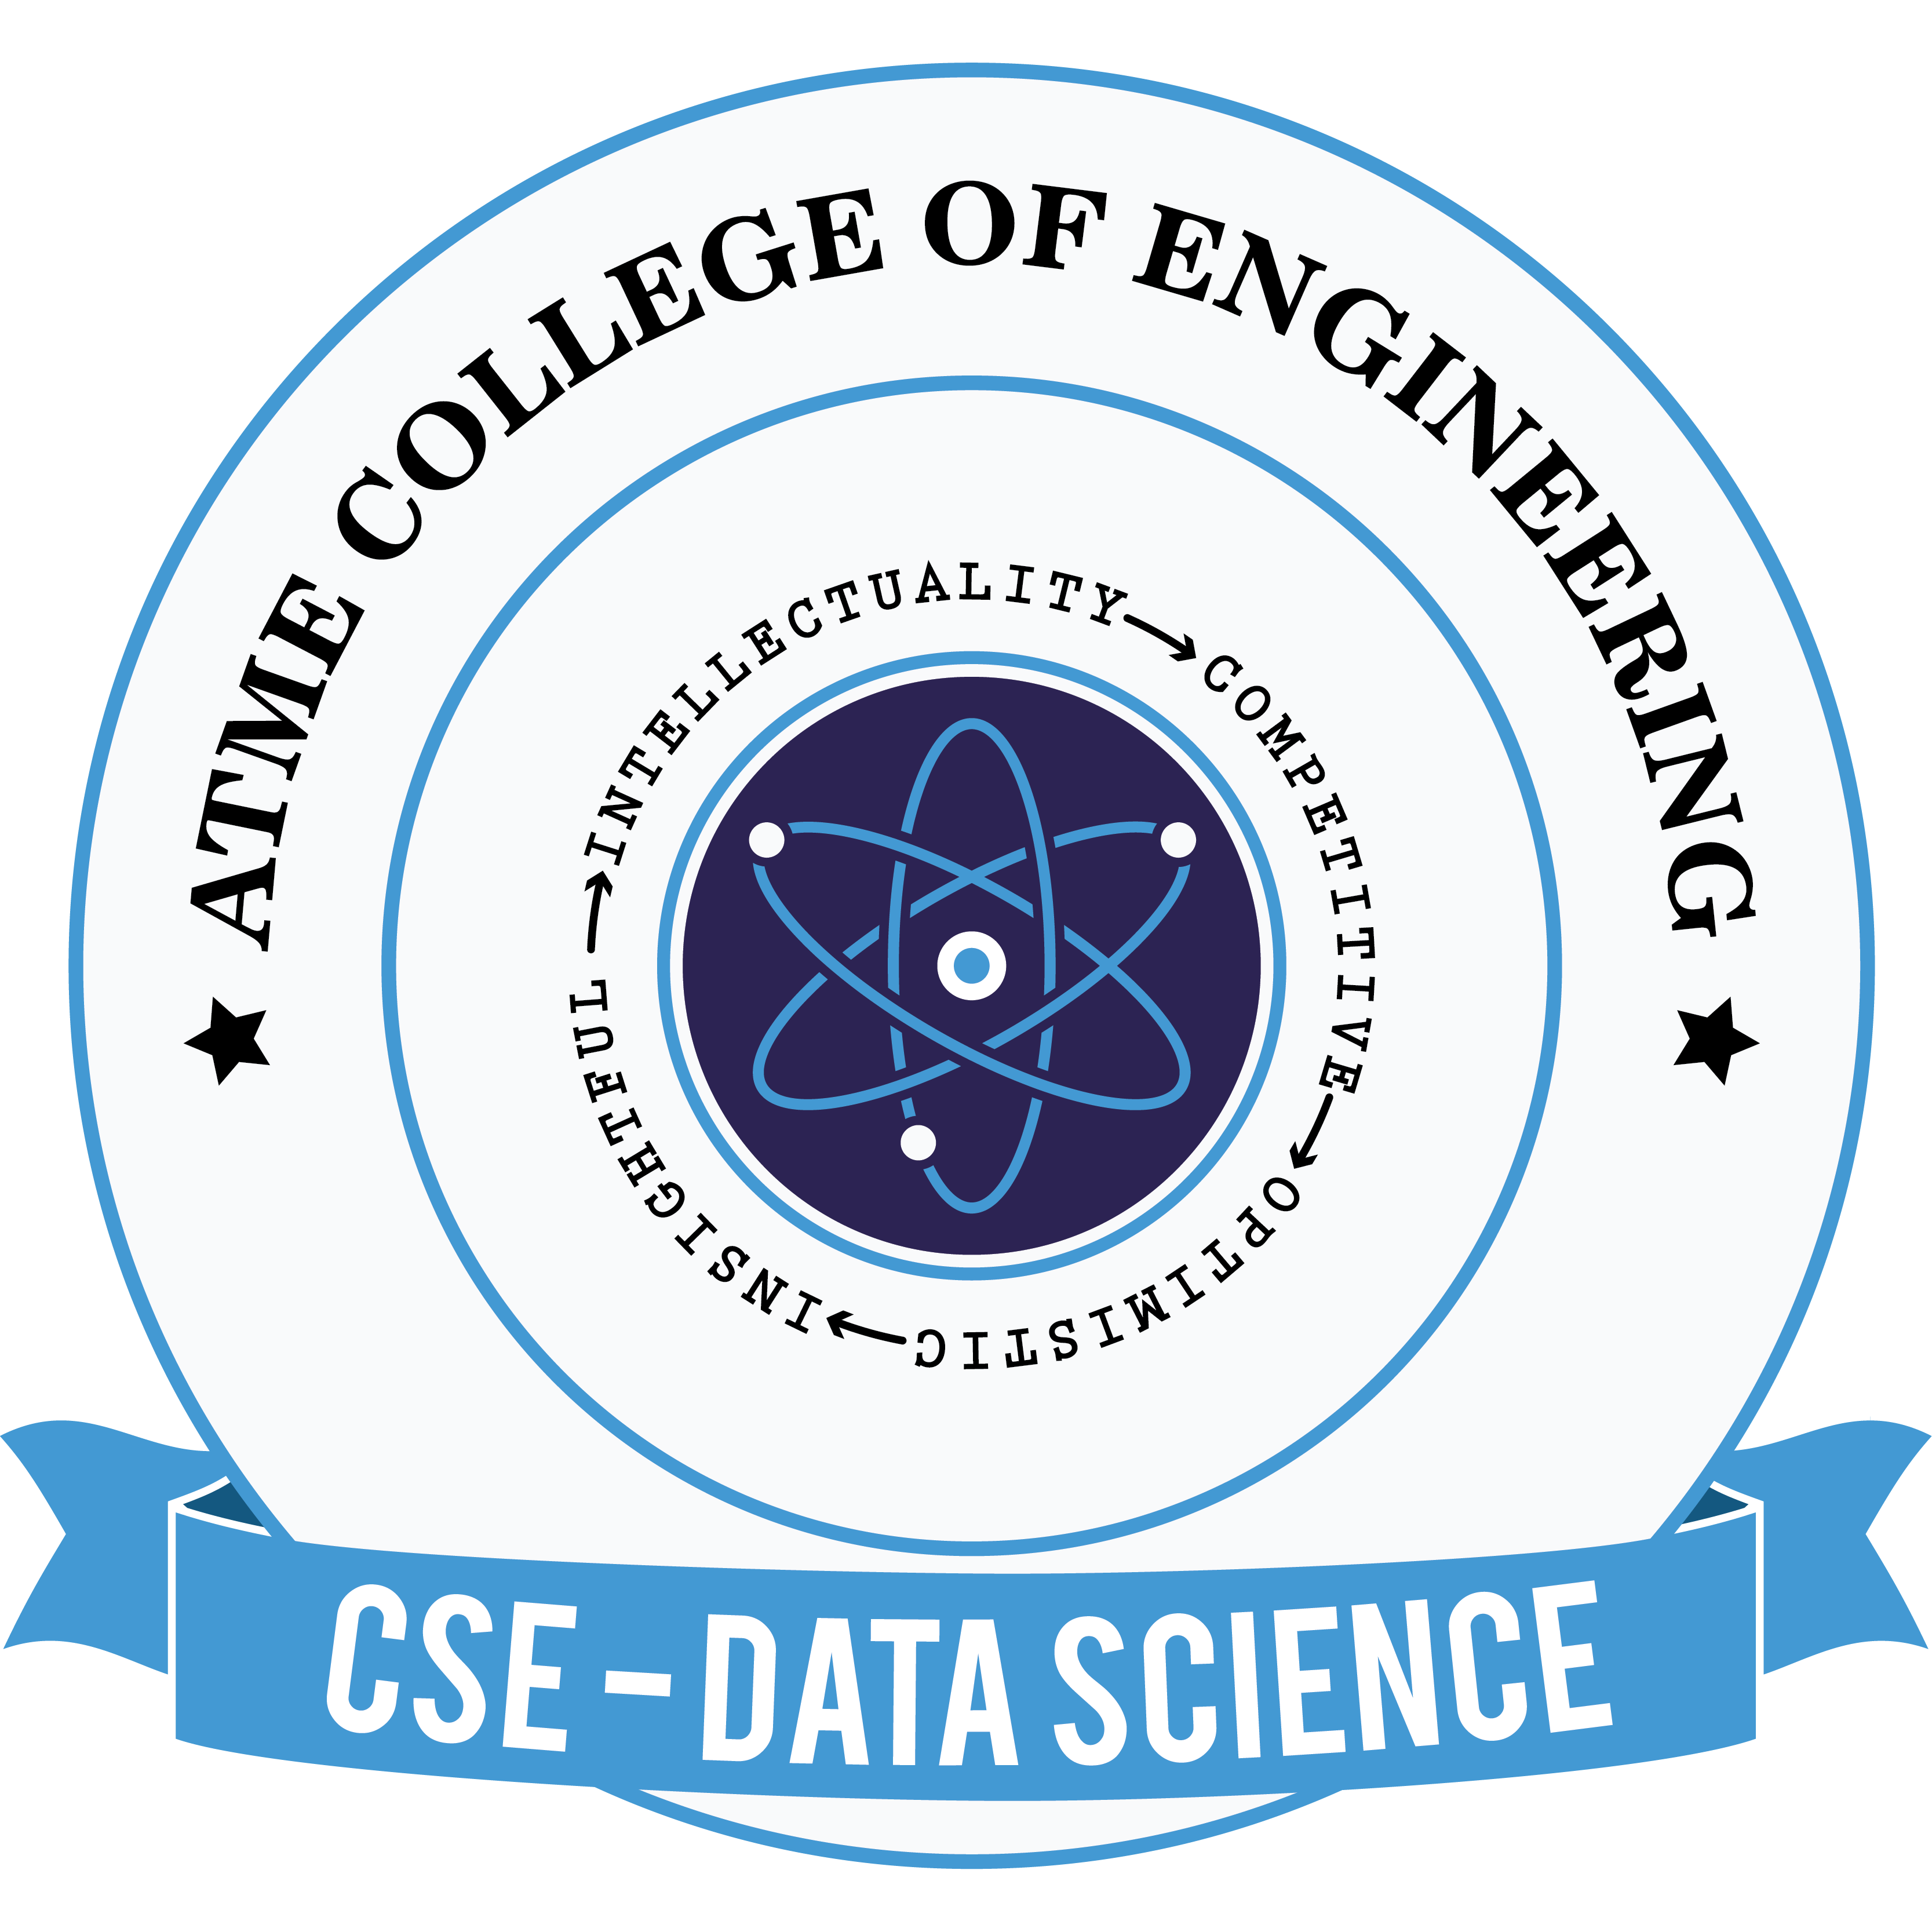 ATME COLLEGE OF ENGINEERING
INTELLECTUALITY
COMPETITIVE
OPTIMISTIC
INSIGHTFUL
CSE - DATA SCIENCE